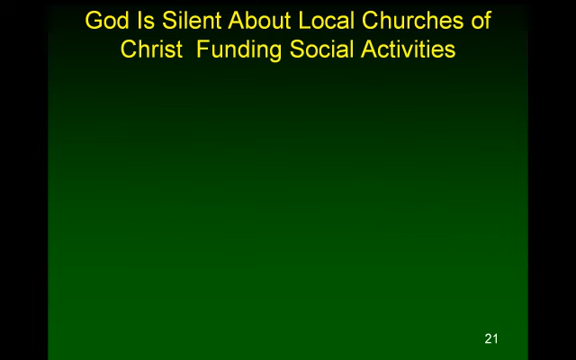 God Is Silent About Local Churches of
Christ Funding Social Activities
21